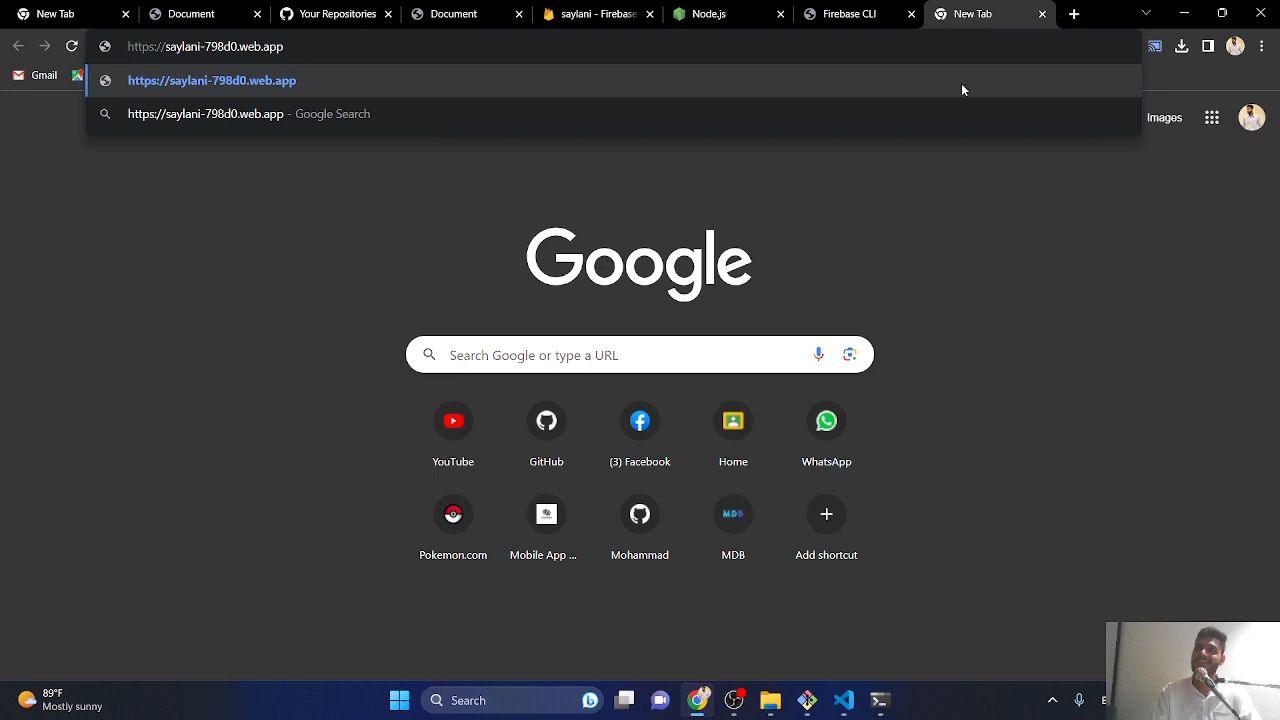 New Tab
Document
Your Repositories
Document
saylani - Firebase
Node.js
Firebase CLI
New Tab
https://saylani-798d0.web.app
Gmail
https://saylani-798d0.web.app
https://saylani-798d0.web.app - Google Search
Images
Google
Search Google or type a URL
YouTube
GitHub
(3) Facebook
Home
WhatsApp
Pokemon.com
Mobile App ...
Mohammad
MDB
MDB
Add shortcut
89°F
Mostly sunny
Search